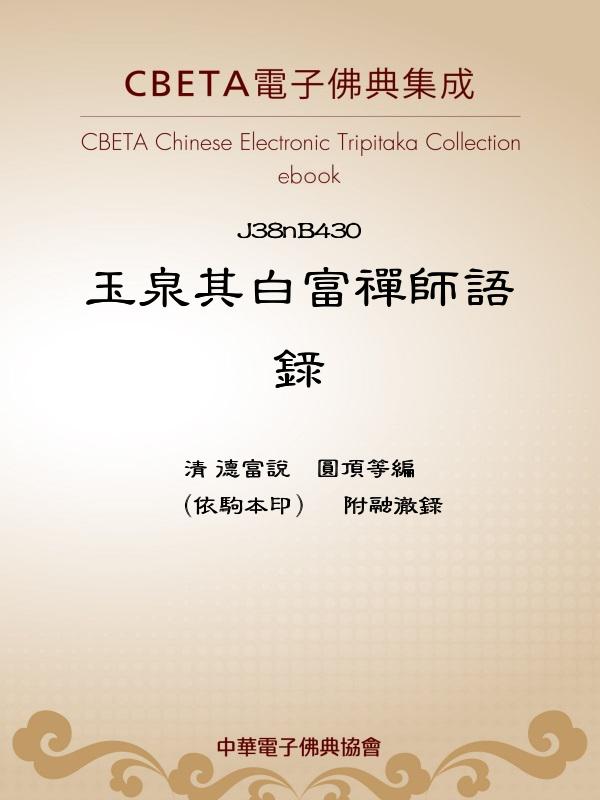 CBETA電子佛典集成
CBETA Chinese Electronic Tripitaka Collection
ebook
J38nB430
玉泉其白富禪師語
錄
清 德富說　圓頂等編
(依駒本印)　附融澈錄
中華電子佛典協會